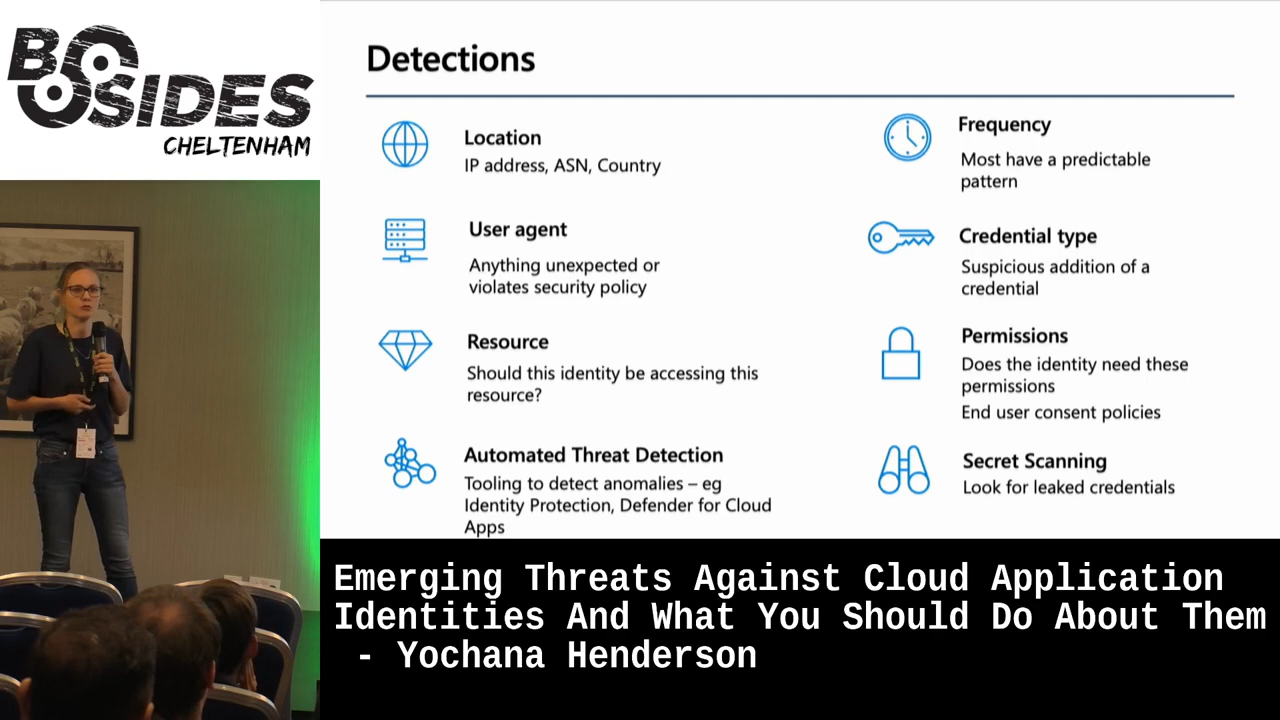 BSIDES
CHELTENHAM
Detections
Location
IP address, ASN, Country
User agent
Anything unexpected or
violates security policy
Resource
Should this identity be accessing this
resource?
Automated Threat Detection
Tooling to detect anomalies – eg
Identity Protection, Defender for Cloud
Apps
Frequency
Most have a predictable
pattern
Credential type
Suspicious addition of a
credential
Permissions
Does the identity need these
permissions
End user consent policies
Secret Scanning
Look for leaked credentials
Emerging Threats Against Cloud Application
Identities And What You Should Do About Them
- Yochana Henderson